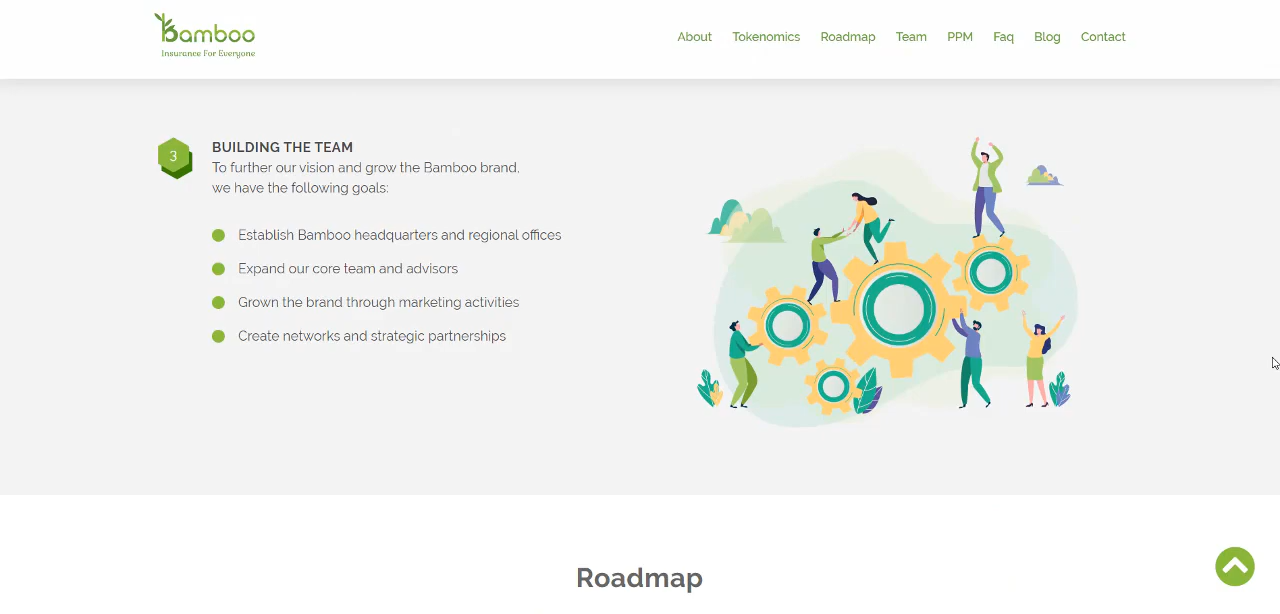 Bamboo
Insurance For Everyone
About Tokenomics Roadmap Team PPM Faq Blog Contact
3
BUILDING THE TEAM
To further our vision and grow the Bamboo brand,
we have the following goals:
Establish Bamboo headquarters and regional offices
Expand our core team and advisors
Grown the brand through marketing activities
Create networks and strategic partnerships
Roadmap